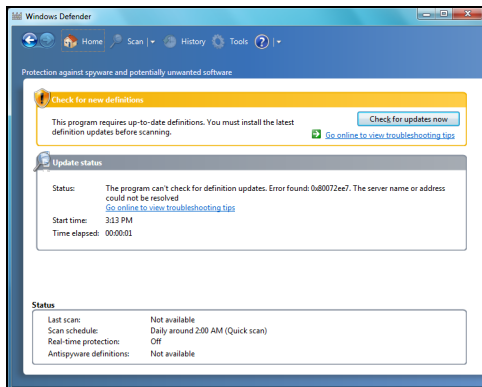 Windows Defender
Home Scan History Tools
Protection against spyware and potentially unwanted software
Check for new definitions
This program requires up-to-date definitions. You must install the latest
definition updates before scanning.
Check for updates now
Go online to view troubleshooting tips
Update status
Status: The program can't check for definition updates. Error found: 0x80072ee7. The server name or address
could not be resolved
Go online to view troubleshooting tips
Start time: 3:13 PM
Time elapsed: 00:00:01
Status
Last scan: Not available
Scan schedule: Daily around 2:00 AM (Quick scan)
Real-time protection: Off
Antispyware definitions: Not available